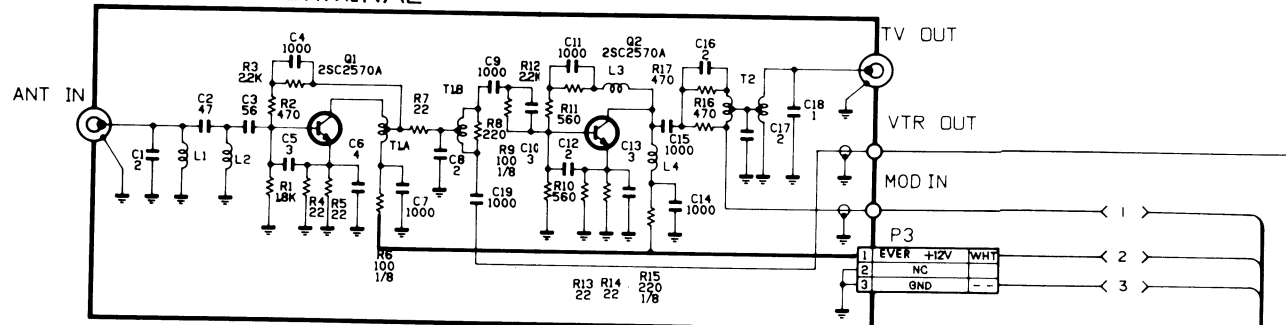 TV OUT
ANT IN
VTR OUT
MOD IN
C4
1000
Q1
2SC2570A
R3
2.2K
C2
47
C3
56
R2
470
C5
3
C1
2
L1
L2
R1
1.8K
R4
22
R5
22
C6
4
R7
22
T1A
T1B
C7
1000
R6
100
1/8
C8
2
C9
1000
R8
220
R9
100
1/8
C19
1000
R12
2.2K
C10
3
C11
1000
Q2
2SC2570A
L3
R11
560
C12
2
R10
560
C13
3
R13
22
R14
22
R17
470
C16
2
R16
470
C15
1000
L4
C14
1000
R15
220
1/8
T2
C17
2
C18
1
P3
1 EVER +12V WHT
2 NC
3 GND --
1
2
3